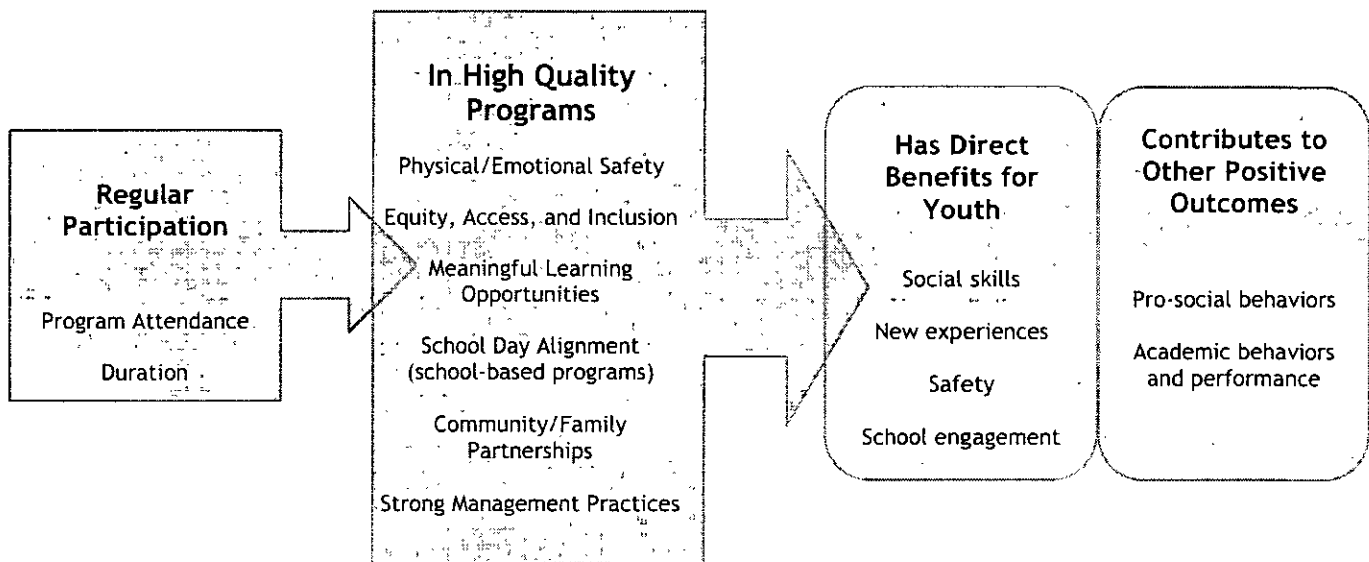 Regular
Participation
Program Attendance
Duration
In High Quality
Programs
Physical/Emotional Safety
Equity, Access, and Inclusion
Meaningful Learning
Opportunities
School Day Alignment
(school-based programs)
Community/Family
Partnerships
Strong Management Practices
Has Direct
Benefits for
Youth
Social skills
New experiences
Safety
School engagement
Contributes to
Other Positive
Outcomes
Pro-social behaviors
Academic behaviors
and performance